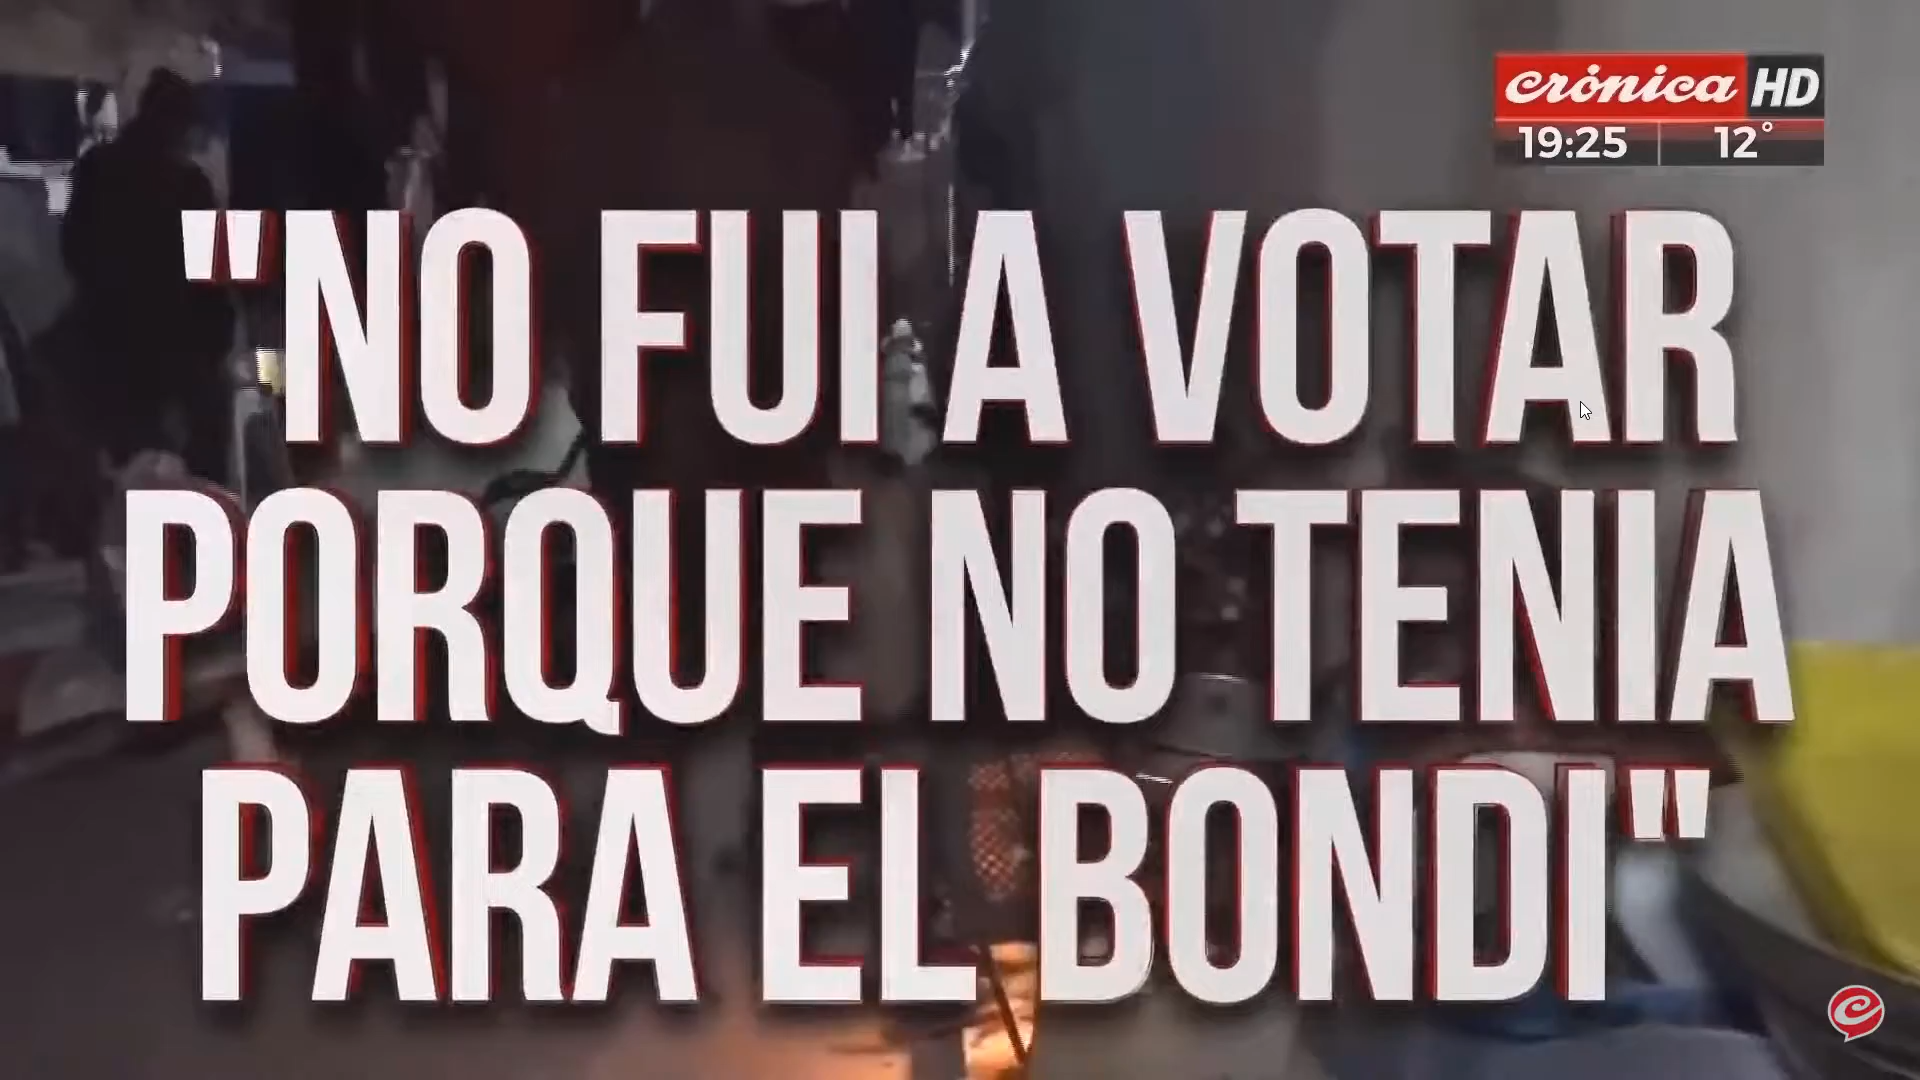 crónica HD
19:25 12°
"NO FUI A VOTAR
PORQUE NO TENIA
PARA EL BONDI"